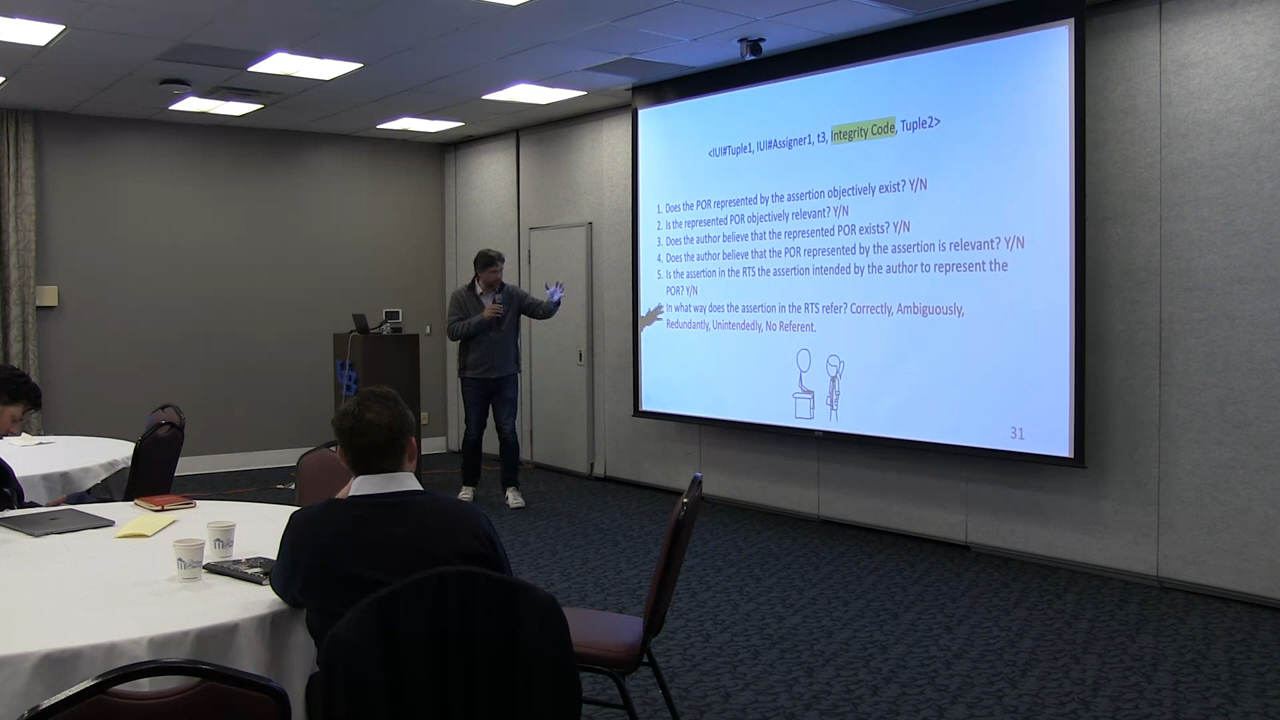 <IUI#Tuple1, IUI#Assigner1, t3, Integrity Code, Tuple2>
1. Does the POR represented by the assertion objectively exist? Y/N
2. Is the represented POR objectively relevant? Y/N
3. Does the author believe that the represented POR exists? Y/N
4. Does the author believe that the POR represented by the assertion is relevant? Y/N
5. Is the assertion in the RTS the assertion intended by the author to represent the
POR? Y/N
In what way does the assertion in the RTS refer? Correctly, Ambiguously,
Redundantly, Unintendedly, No Referent.
31